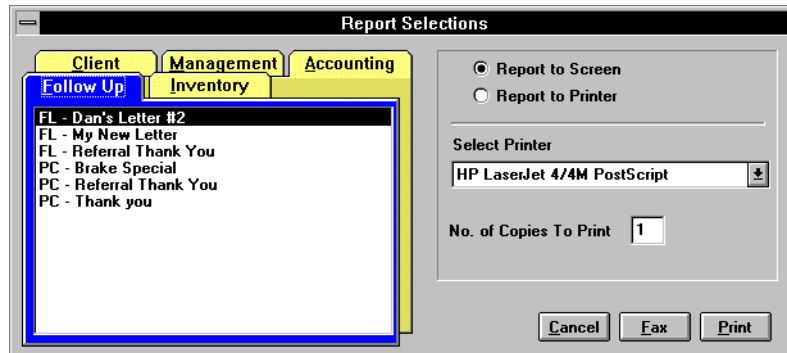 Report Selections
Client Management Accounting
Follow Up Inventory
FL - Dan's Letter #2
FL - My New Letter
FL - Referral Thank You
PC - Brake Special
PC - Referral Thank You
PC - Thank you
Report to Screen
Report to Printer
Select Printer
HP LaserJet 4/4M PostScript
No. of Copies To Print 1
Cancel Fax Print